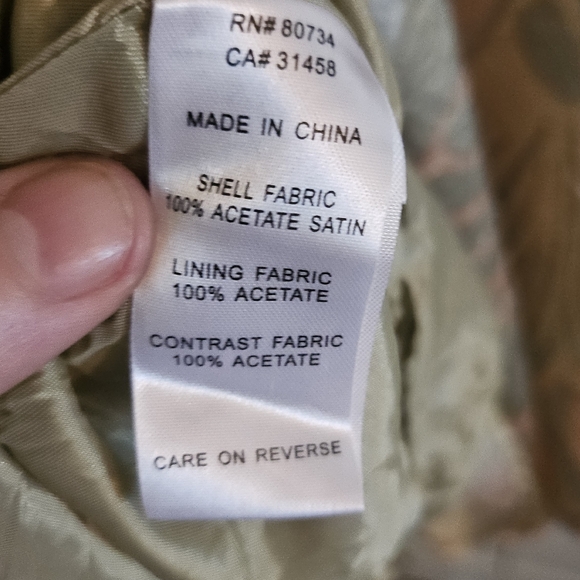 RN# 80734
CA# 31458
MADE IN CHINA
SHELL FABRIC
100% ACETATE SATIN
LINING FABRIC
100% ACETATE
CONTRAST FABRIC
100% ACETATE
CARE ON REVERSE